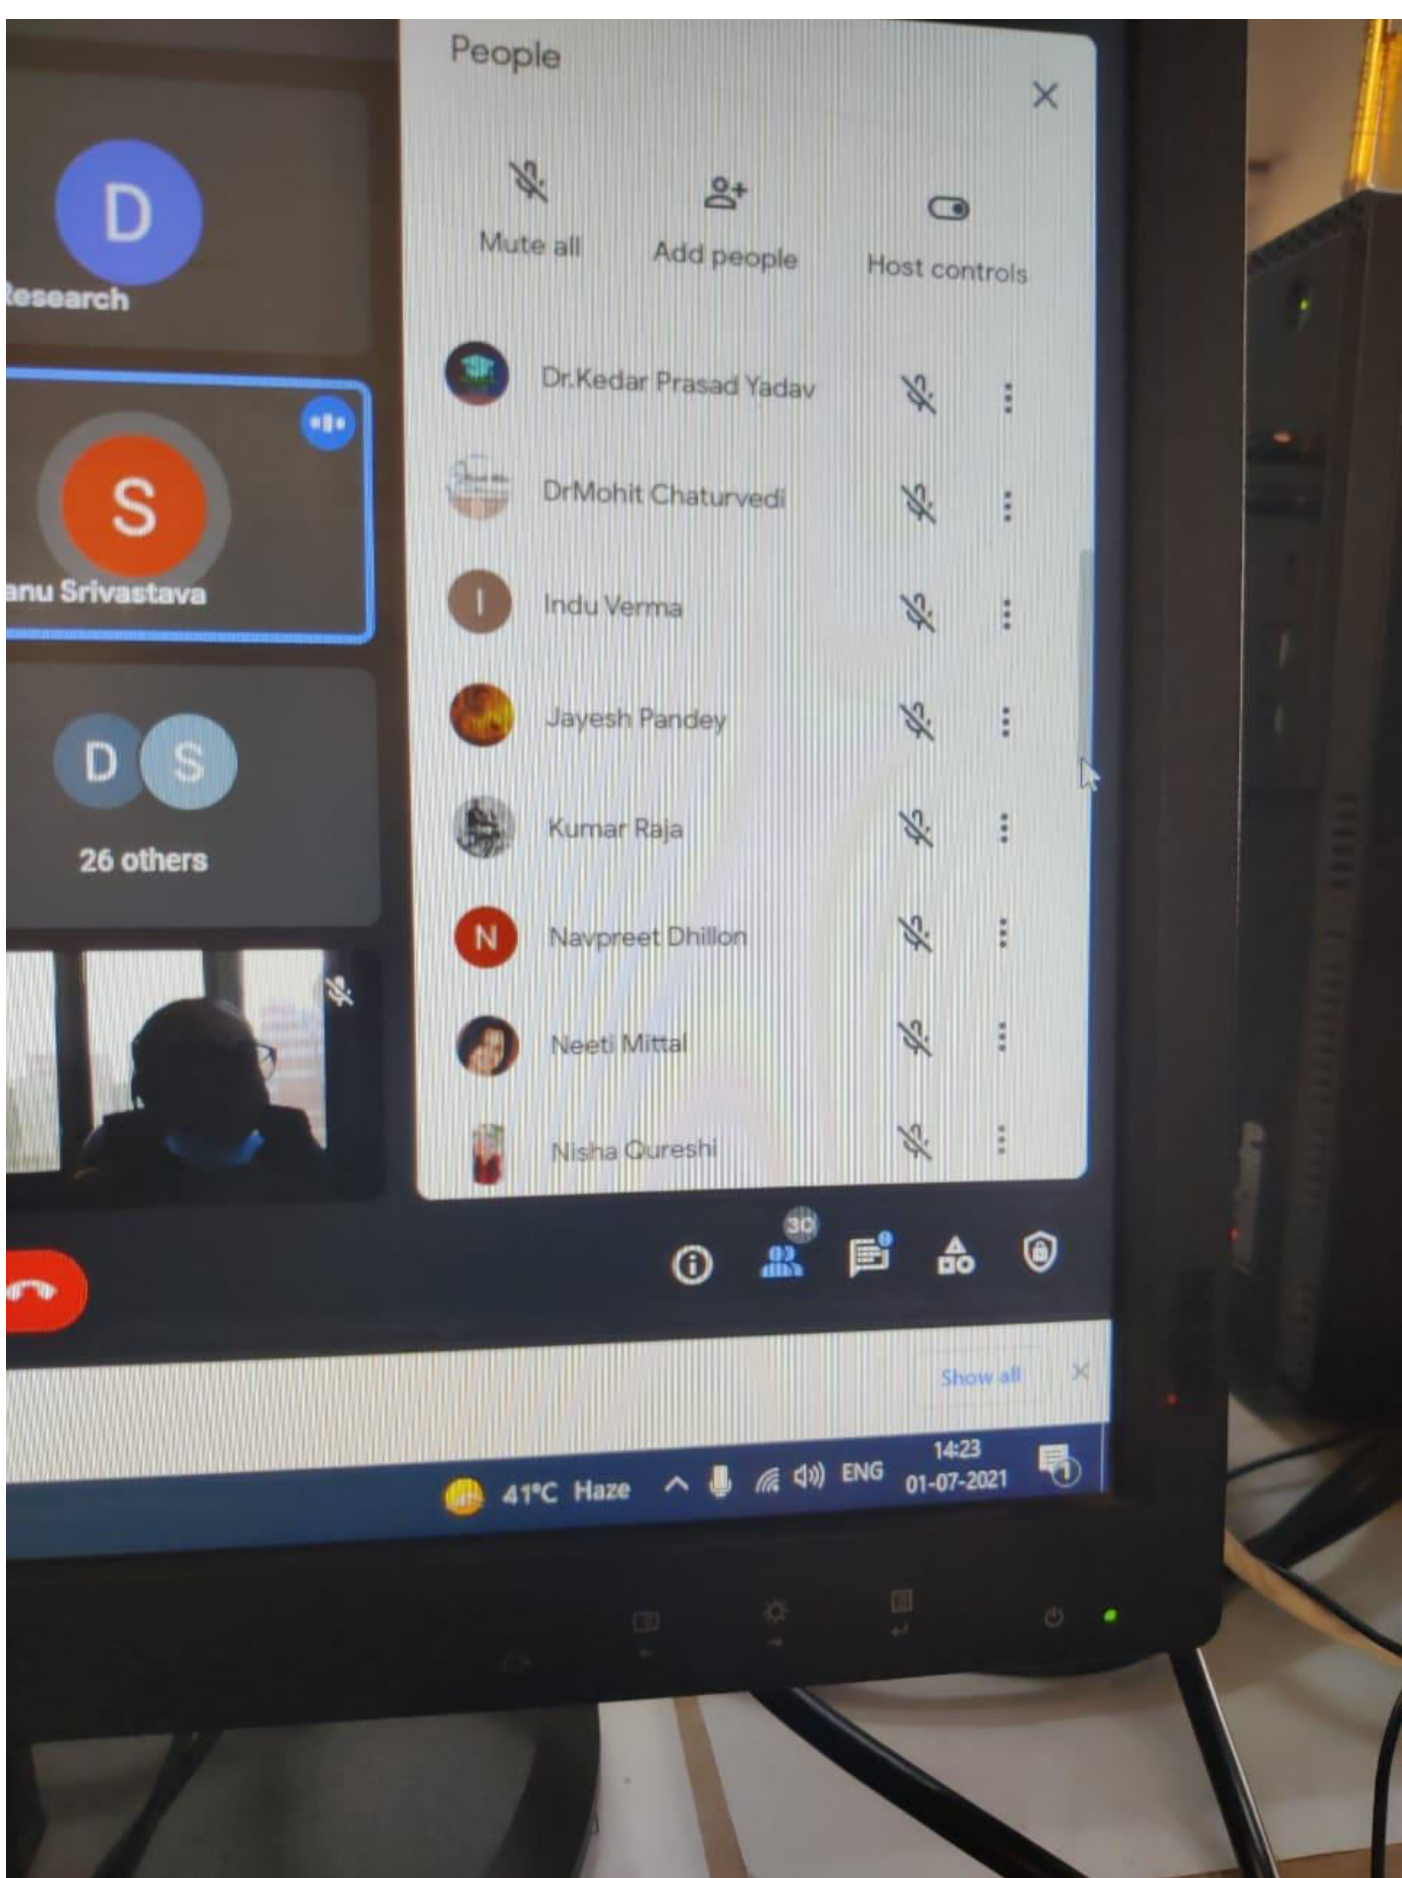 People
Mute all
Add people
Host controls
D
Research
Dr.Kedar Prasad Yadav
DrMohit Chaturvedi
S
anu Srivastava
I
Indu Verma
Jayesh Pandey
D S
26 others
Kumar Raja
N
Navpreet Dhillon
Neeti Mittal
Nisha Qureshi
30
Show all
41°C Haze
ENG
14:23
01-07-2021
1